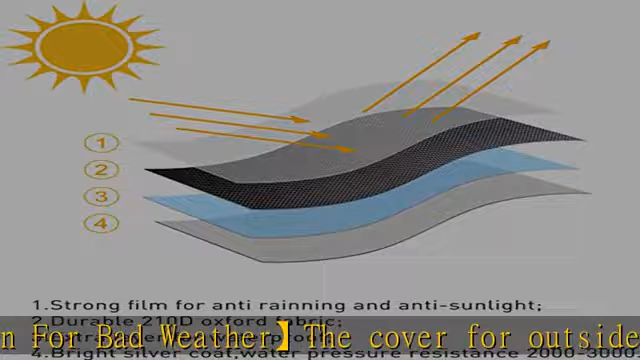 1
2
3
4
1.Strong film for anti rainning and anti-sunlight;
2.Durable 210D oxford fabric;
n For Bad Weather】The cover for outside
4.Bright silver coat,water pressure resistance 2000-3000